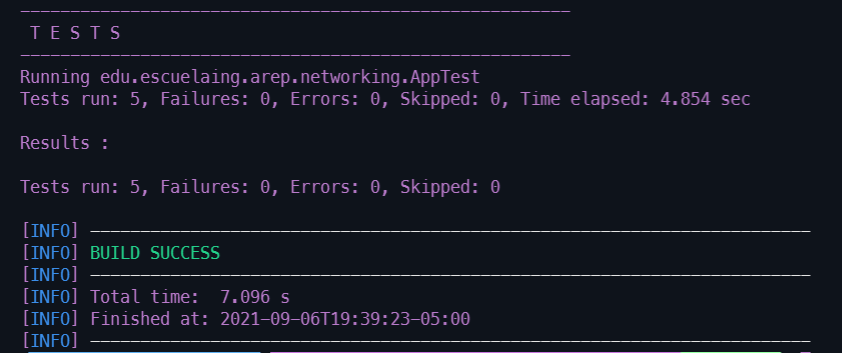 -------------------------------------------------------
 T E S T S
-------------------------------------------------------
Running edu.escuelaing.arep.networking.AppTest
Tests run: 5, Failures: 0, Errors: 0, Skipped: 0, Time elapsed: 4.854 sec

Results :

Tests run: 5, Failures: 0, Errors: 0, Skipped: 0

[INFO] ------------------------------------------------------------------------
[INFO] BUILD SUCCESS
[INFO] ------------------------------------------------------------------------
[INFO] Total time:  7.096 s
[INFO] Finished at: 2021-09-06T19:39:23-05:00
[INFO] ------------------------------------------------------------------------